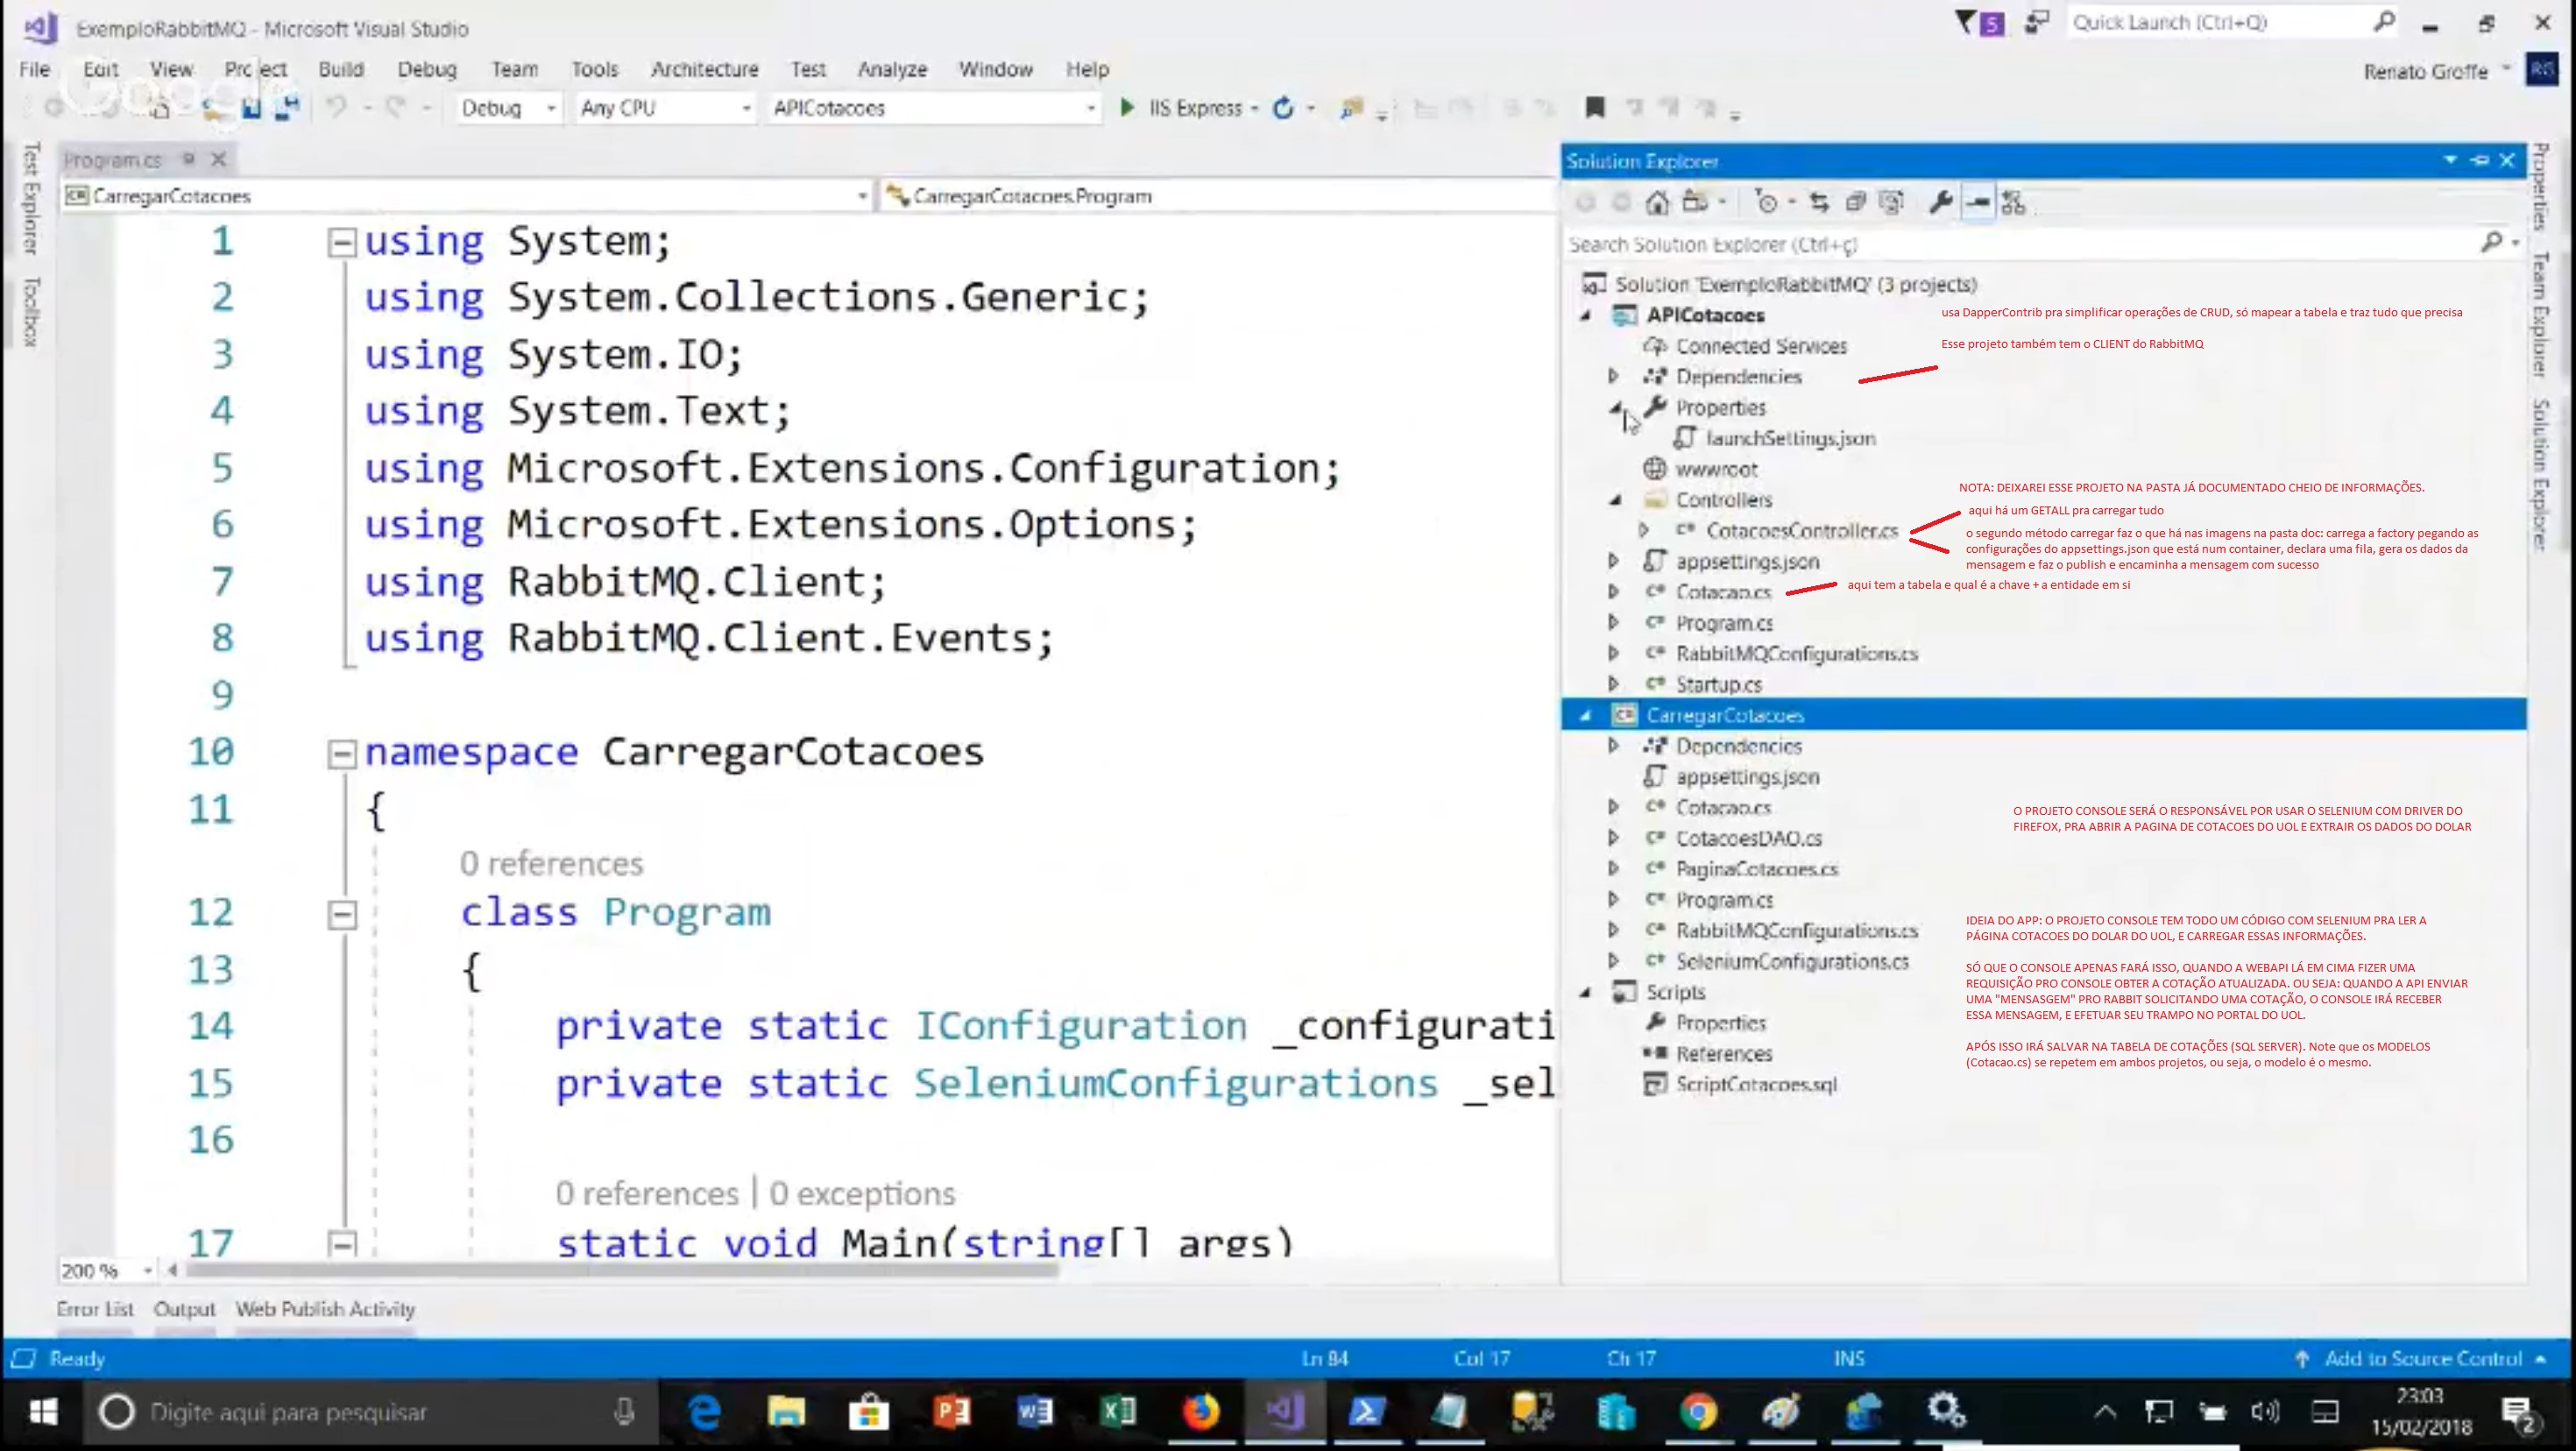 ExemploRabbitMQ - Microsoft Visual Studio
5
Quick Launch (Ctrl+Q)
File Edit View Project Build Debug Team Tools Architecture Test Analyze Window Help
Renato Groffe
RG
Google
Debug Any CPU APICotacoes IIS Express
Test Explorer
Toolbox
Program.cs
CarregarCotacoes
CarregarCotacoes.Program
1 using System;
2 using System.Collections.Generic;
3 using System.IO;
4 using System.Text;
5 using Microsoft.Extensions.Configuration;
6 using Microsoft.Extensions.Options;
7 using RabbitMQ.Client;
8 using RabbitMQ.Client.Events;
9
10 namespace CarregarCotacoes
11 {
0 references
12 class Program
13 {
14 private static IConfiguration _configurati
15 private static SeleniumConfigurations _sel
16
0 references | 0 exceptions
17 static void Main(string[] args)
200 %
Solution Explorer
Search Solution Explorer (Ctrl+ç)
Solution 'ExemploRabbitMQ' (3 projects)
APICotacoes
usa DapperContrib pra simplificar operações de CRUD, só mapear a tabela e traz tudo que precisa
Connected Services
Esse projeto também tem o CLIENT do RabbitMQ
Dependencies
Properties
launchSettings.json
wwwroot
NOTA: DEIXAREI ESSE PROJETO NA PASTA JÁ DOCUMENTADO CHEIO DE INFORMAÇÕES.
Controllers
aqui há um GETALL pra carregar tudo
CotacoesController.cs
o segundo método carregar faz o que há nas imagens na pasta doc: carrega a factory pegando as
configurações do appsettings.json que está num container, declara uma fila, gera os dados da
mensagem e faz o publish e encaminha a mensagem com sucesso
appsettings.json
Cotacao.cs
aqui tem a tabela e qual é a chave + a entidade em si
Program.cs
RabbitMQConfigurations.cs
Startup.cs
CarregarCotacoes
Dependencies
appsettings.json
Cotacao.cs
O PROJETO CONSOLE SERÁ O RESPONSÁVEL POR USAR O SELENIUM COM DRIVER DO
FIREFOX, PRA ABRIR A PAGINA DE COTACOES DO UOL E EXTRAIR OS DADOS DO DOLAR
CotacoesDAO.cs
PaginaCotacoes.cs
Program.cs
RabbitMQConfigurations.cs
SeleniumConfigurations.cs
IDEIA DO APP: O PROJETO CONSOLE TEM TODO UM CÓDIGO COM SELENIUM PRA LER A
PÁGINA COTACOES DO DOLAR DO UOL, E CARREGAR ESSAS INFORMAÇÕES.
SÓ QUE O CONSOLE APENAS FARÁ ISSO, QUANDO A WEBAPI LÁ EM CIMA FIZER UMA
REQUISIÇÃO PRO CONSOLE OBTER A COTAÇÃO ATUALIZADA. OU SEJA: QUANDO A API ENVIAR
UMA "MENSASGEM" PRO RABBIT SOLICITANDO UMA COTAÇÃO, O CONSOLE IRÁ RECEBER
ESSA MENSAGEM, E EFETUAR SEU TRAMPO NO PORTAL DO UOL.
APÓS ISSO IRÁ SALVAR NA TABELA DE COTAÇÕES (SQL SERVER). Note que os MODELOS
(Cotacao.cs) se repetem em ambos projetos, ou seja, o modelo é o mesmo.
Scripts
Properties
References
ScriptCotacoes.sql
Properties
Team Explorer
Solution Explorer
Error List Output Web Publish Activity
Ready Ln 84 Col 17 Ch 17 INS Add to Source Control
Digite aqui para pesquisar
23:03
15/02/2018
2